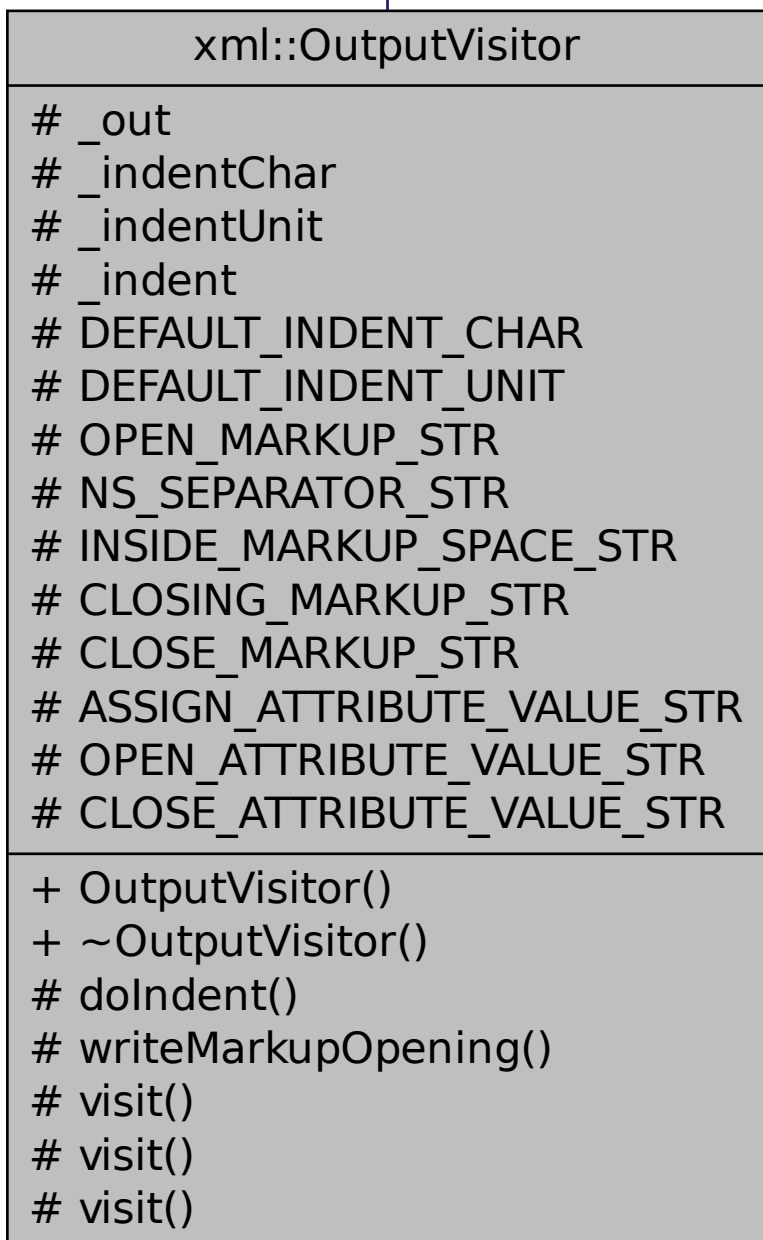 xml::OutputVisitor
# _out
# _indentChar
# _indentUnit
# _indent
# DEFAULT_INDENT_CHAR
# DEFAULT_INDENT_UNIT
# OPEN_MARKUP_STR
# NS_SEPARATOR_STR
# INSIDE_MARKUP_SPACE_STR
# CLOSING_MARKUP_STR
# CLOSE_MARKUP_STR
# ASSIGN_ATTRIBUTE_VALUE_STR
# OPEN_ATTRIBUTE_VALUE_STR
# CLOSE_ATTRIBUTE_VALUE_STR
+ OutputVisitor()
+ ~OutputVisitor()
# doIndent()
# writeMarkupOpening()
# visit()
# visit()
# visit()